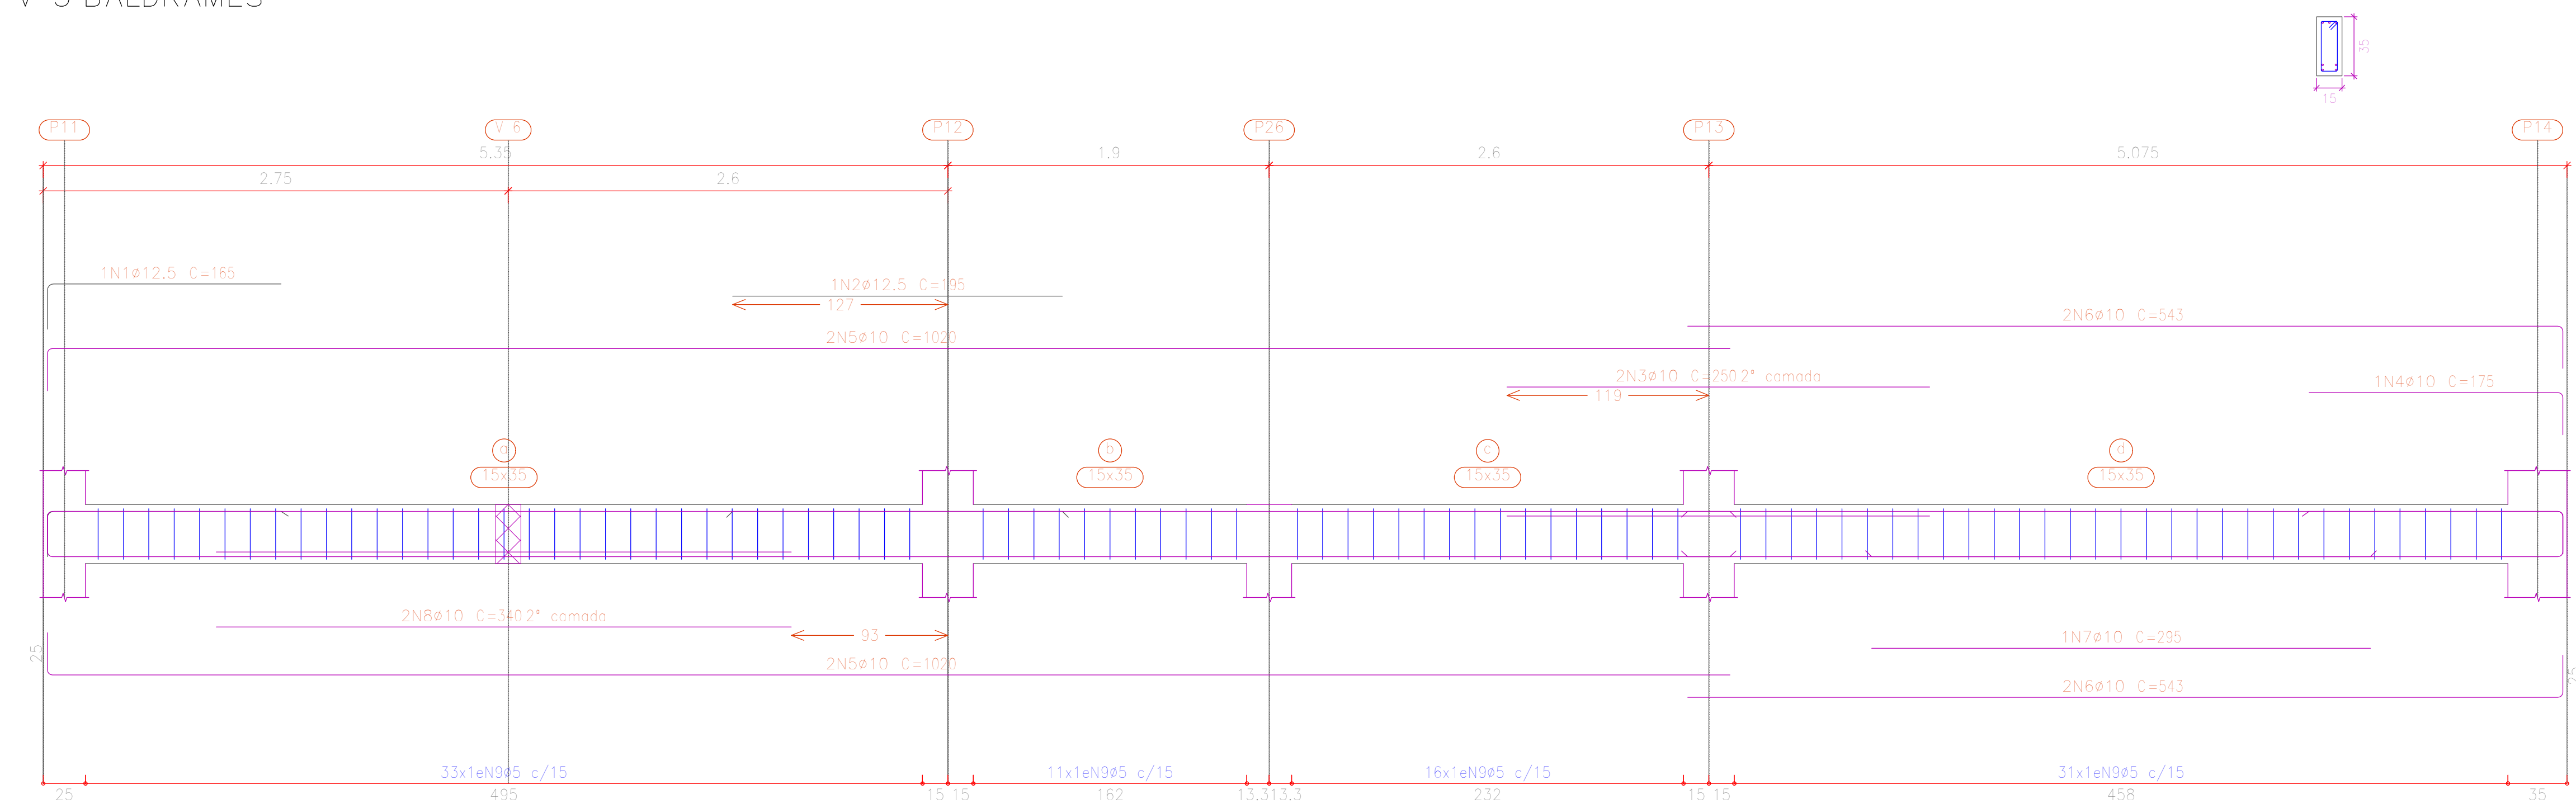 V 5 BALDRAMES
35
15
P11 V 6 P12 P26 P13 P14
5.35 1.9 2.6 5.075
2.75 2.6
1N1ø12.5 C=165
1N2ø12.5 C=195
127
2N6ø10 C=543
2N5ø10 C=1020
2N3ø10 C=250 2ª camada
119
1N4ø10 C=175
a b c d
15x35 15x35 15x35 15x35
2N8ø10 C=340 2ª camada
93
1N7ø10 C=295
25
2N5ø10 C=1020
25
2N6ø10 C=543
33x1eN9ø5 c/15 11x1eN9ø5 c/15 16x1eN9ø5 c/15 31x1eN9ø5 c/15
25 495 15 15 162 13.313.3 232 15 15 458 35